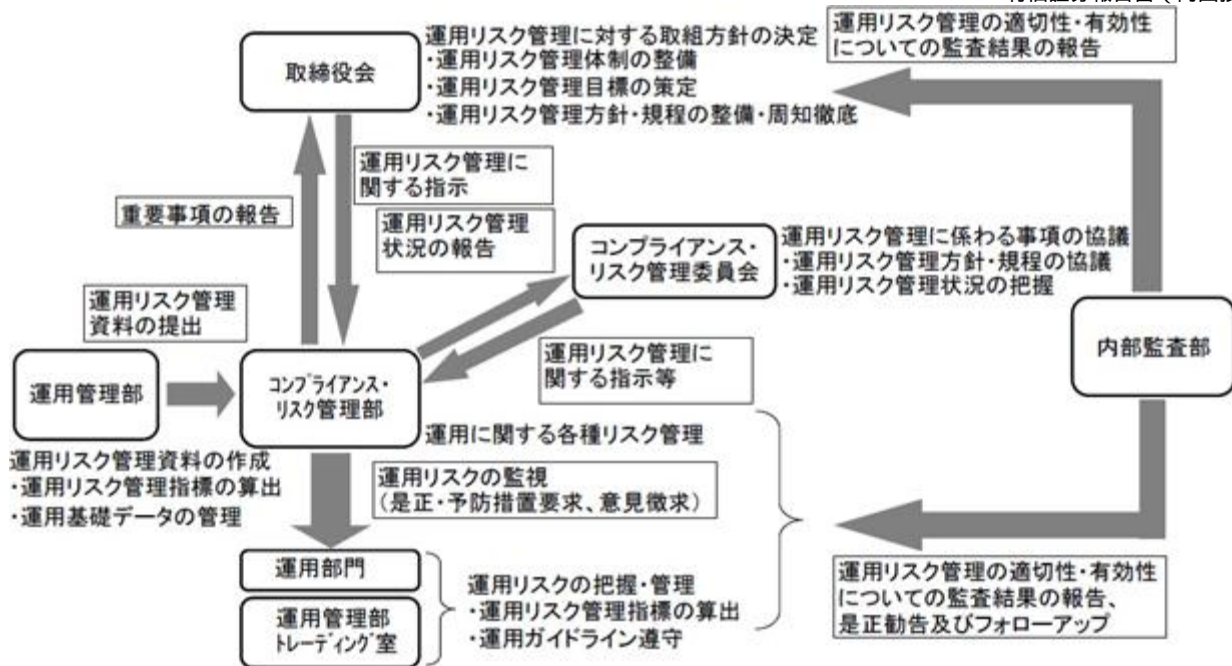 取締役会
運用リスク管理に対する取組方針の決定
・運用リスク管理体制の整備
・運用リスク管理目標の策定
・運用リスク管理方針・規程の整備・周知徹底
運用リスク管理の適切性・有効性
についての監査結果の報告
重要事項の報告
運用リスク管理に
関する指示
運用リスク管理
状況の報告
コンプライアンス・
リスク管理委員会
運用リスク管理に係わる事項の協議
・運用リスク管理方針・規程の協議
・運用リスク管理状況の把握
運用リスク管理
資料の提出
運用管理部
コンプライアンス・
リスク管理部
運用リスク管理に
関する指示等
内部監査部
運用に関する各種リスク管理
運用リスク管理資料の作成
・運用リスク管理指標の算出
・運用基礎データの管理
運用リスクの監視
(是正・予防措置要求、意見徴求)
運用部門
運用管理部
トレーディング室
運用リスクの把握・管理
・運用リスク管理指標の算出
・運用ガイドライン遵守
運用リスク管理の適切性・有効性
についての監査結果の報告、
是正勧告及びフォローアップ